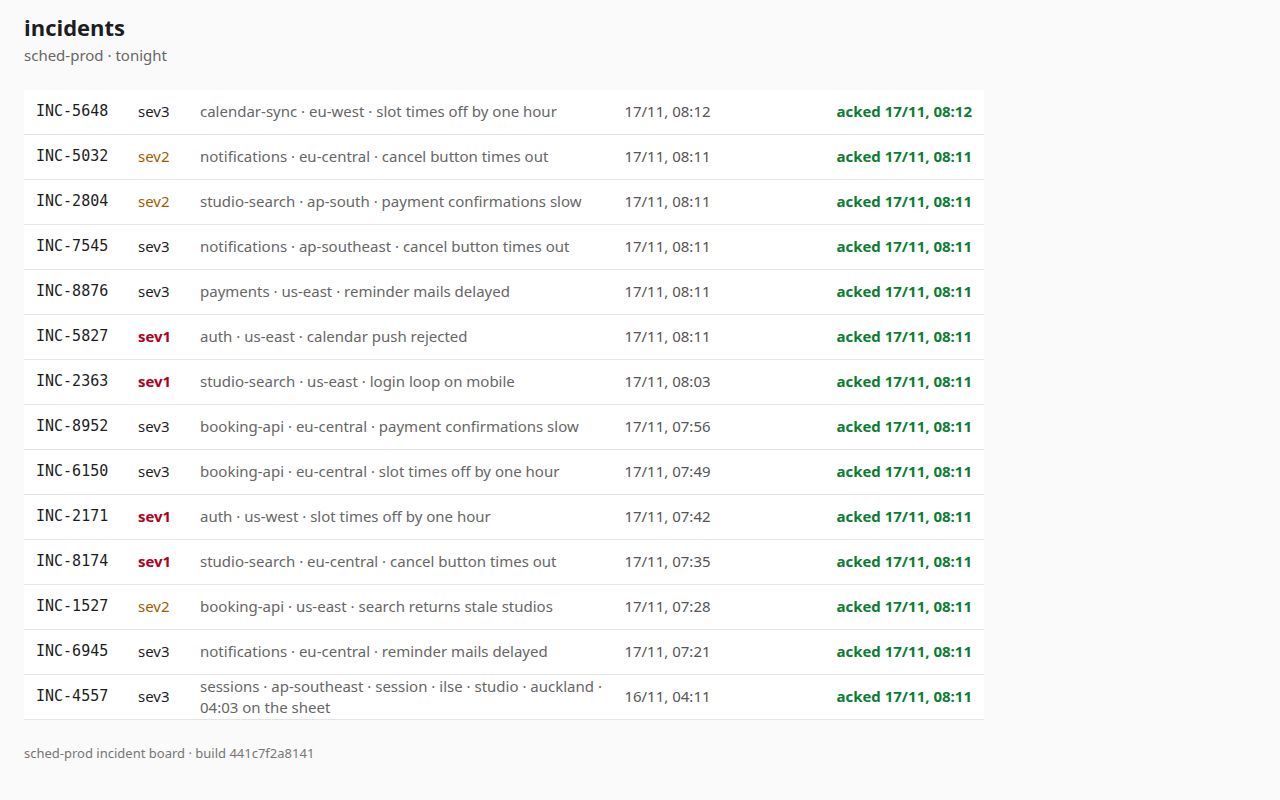 incidents
sched-prod · tonight
INC-5648 sev3 calendar-sync · eu-west · slot times off by one hour 17/11, 08:12 acked 17/11, 08:12
INC-5032 sev2 notifications · eu-central · cancel button times out 17/11, 08:11 acked 17/11, 08:11
INC-2804 sev2 studio-search · ap-south · payment confirmations slow 17/11, 08:11 acked 17/11, 08:11
INC-7545 sev3 notifications · ap-southeast · cancel button times out 17/11, 08:11 acked 17/11, 08:11
INC-8876 sev3 payments · us-east · reminder mails delayed 17/11, 08:11 acked 17/11, 08:11
INC-5827 sev1 auth · us-east · calendar push rejected 17/11, 08:11 acked 17/11, 08:11
INC-2363 sev1 studio-search · us-east · login loop on mobile 17/11, 08:03 acked 17/11, 08:11
INC-8952 sev3 booking-api · eu-central · payment confirmations slow 17/11, 07:56 acked 17/11, 08:11
INC-6150 sev3 booking-api · eu-central · slot times off by one hour 17/11, 07:49 acked 17/11, 08:11
INC-2171 sev1 auth · us-west · slot times off by one hour 17/11, 07:42 acked 17/11, 08:11
INC-8174 sev1 studio-search · eu-central · cancel button times out 17/11, 07:35 acked 17/11, 08:11
INC-1527 sev2 booking-api · us-east · search returns stale studios 17/11, 07:28 acked 17/11, 08:11
INC-6945 sev3 notifications · eu-central · reminder mails delayed 17/11, 07:21 acked 17/11, 08:11
INC-4557 sev3 sessions · ap-southeast · session · ilse · studio · auckland · 16/11, 04:11 acked 17/11, 08:11
04:03 on the sheet
sched-prod incident board · build 441c7f2a8141